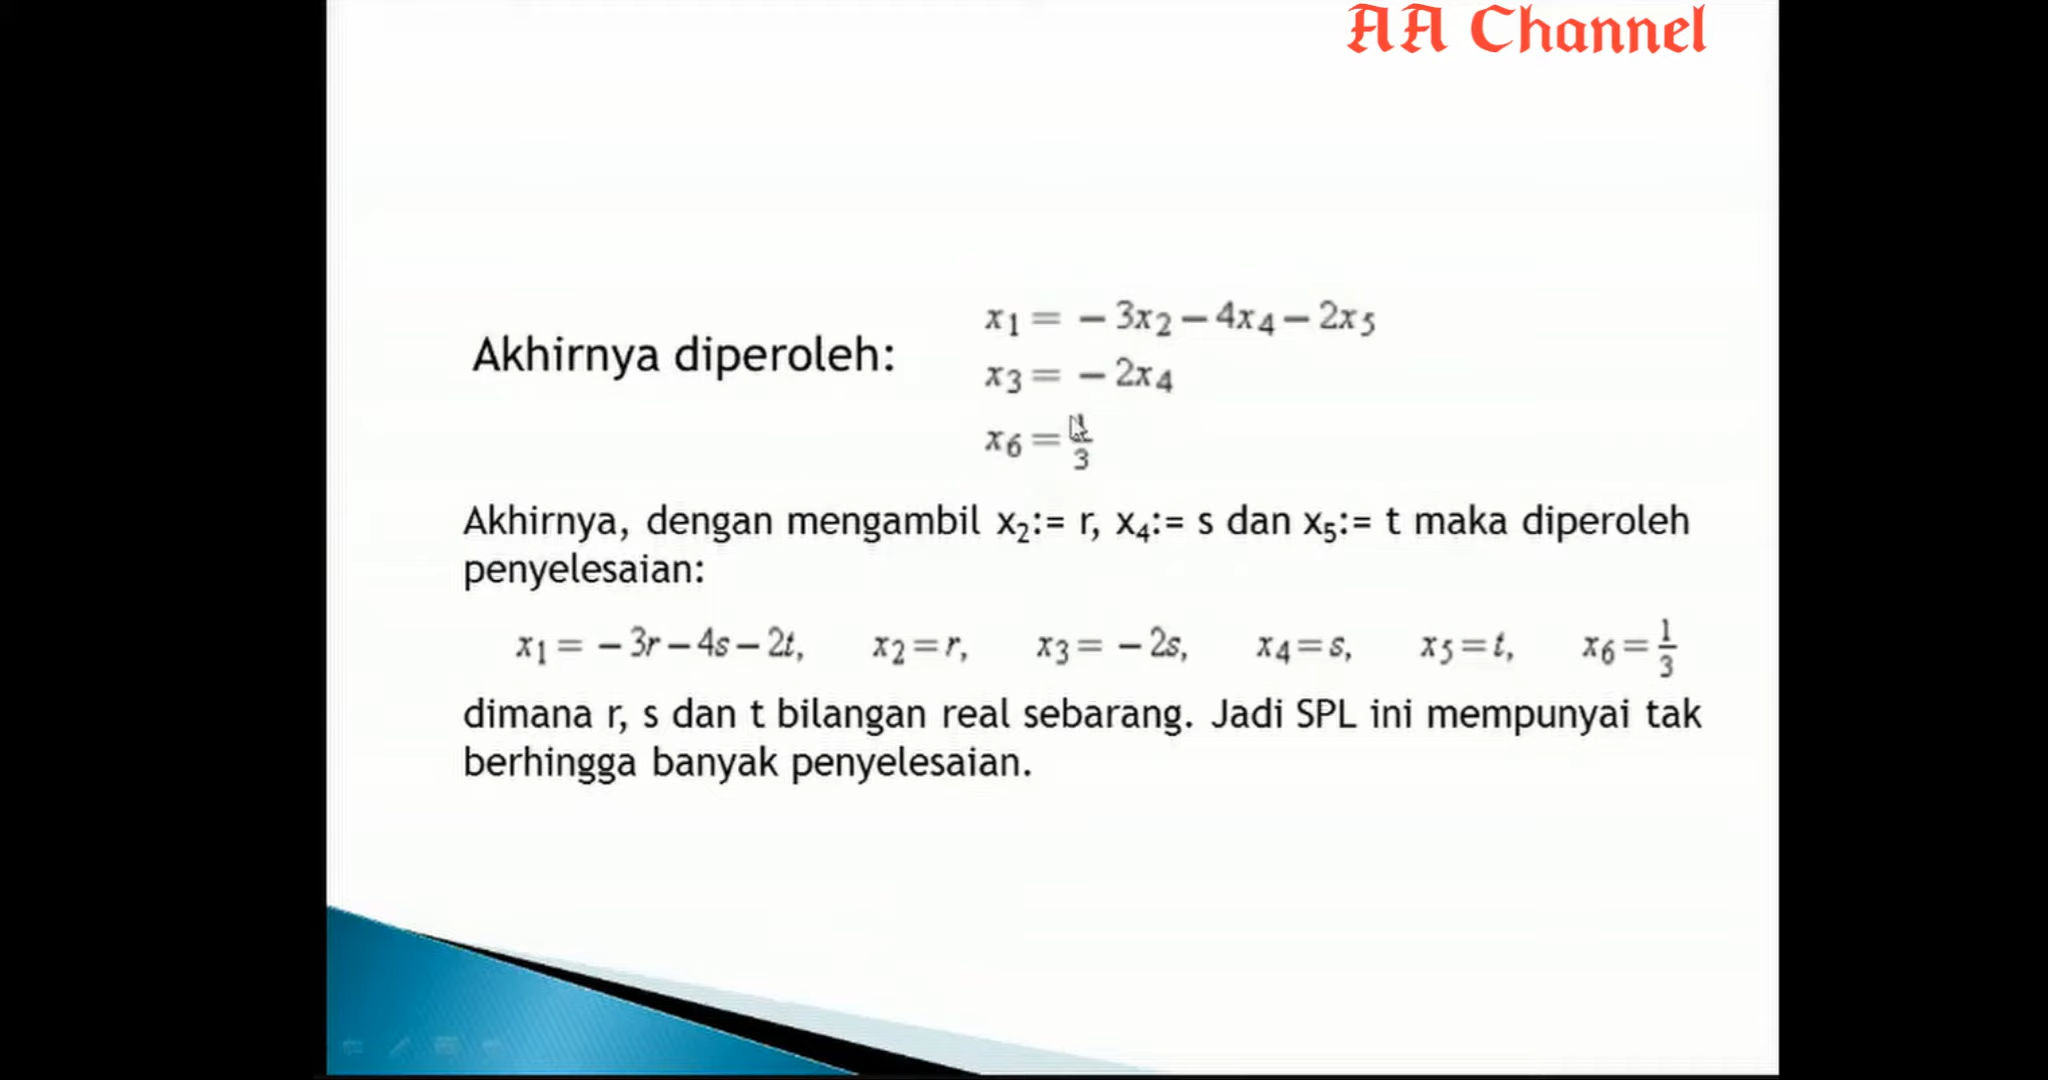 AA Channel
Akhirnya diperoleh:
x₁ = − 3x₂ − 4x₄ − 2x₅
x₃ = − 2x₄
x₆ = 1/3
Akhirnya, dengan mengambil x₂:= r, x₄:= s dan x₅:= t maka diperoleh
penyelesaian:
x₁ = − 3r − 4s − 2t, x₂ = r, x₃ = − 2s, x₄ = s, x₅ = t, x₆ = 1/3
dimana r, s dan t bilangan real sebarang. Jadi SPL ini mempunyai tak
berhingga banyak penyelesaian.